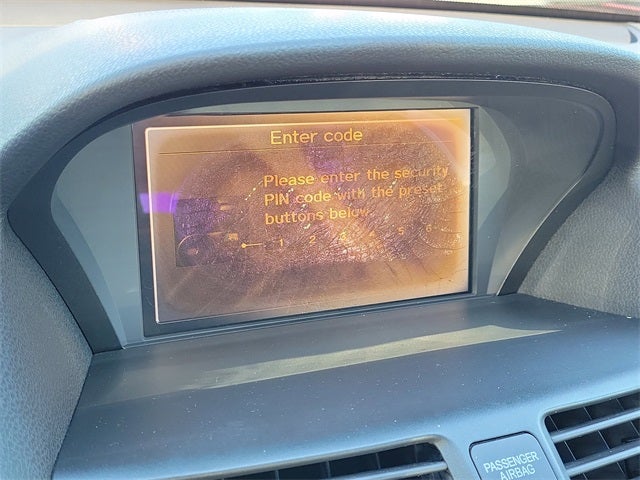 Enter code
Please enter the security
PIN code with the preset
buttons below.
1 2 3 4 5 6
PASSENGER
AIRBAG